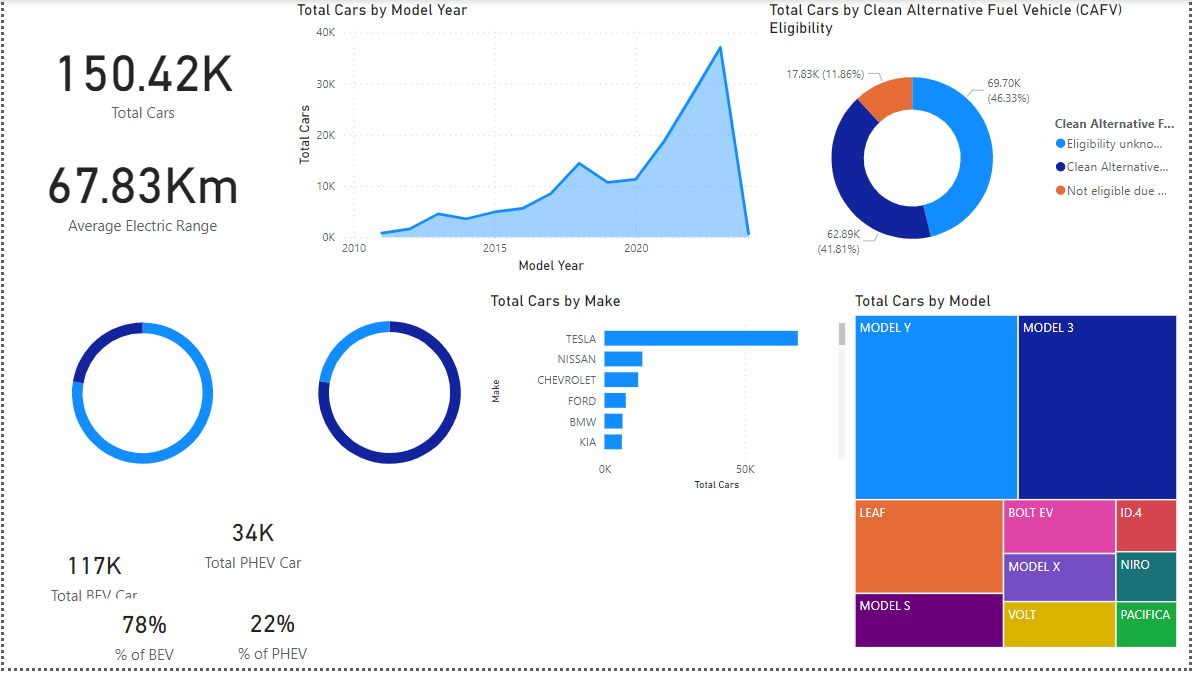 150.42K
Total Cars
67.83Km
Average Electric Range
Total Cars by Model Year
40K
30K
20K
10K
0K
Total Cars
2010
2015
2020
Model Year
Total Cars by Clean Alternative Fuel Vehicle (CAFV)
Eligibility
17.83K (11.86%)
69.70K
(46.33%)
62.89K
(41.81%)
Clean Alternative F...
Eligibility unkno...
Clean Alternative...
Not eligible due ...
117K
Total BEV Car
34K
Total PHEV Car
78%
% of BEV
22%
% of PHEV
Total Cars by Make
Make
TESLA
NISSAN
CHEVROLET
FORD
BMW
KIA
0K
50K
Total Cars
Total Cars by Model
MODEL Y
MODEL 3
LEAF
BOLT EV
ID.4
MODEL X
NIRO
MODEL S
VOLT
PACIFICA